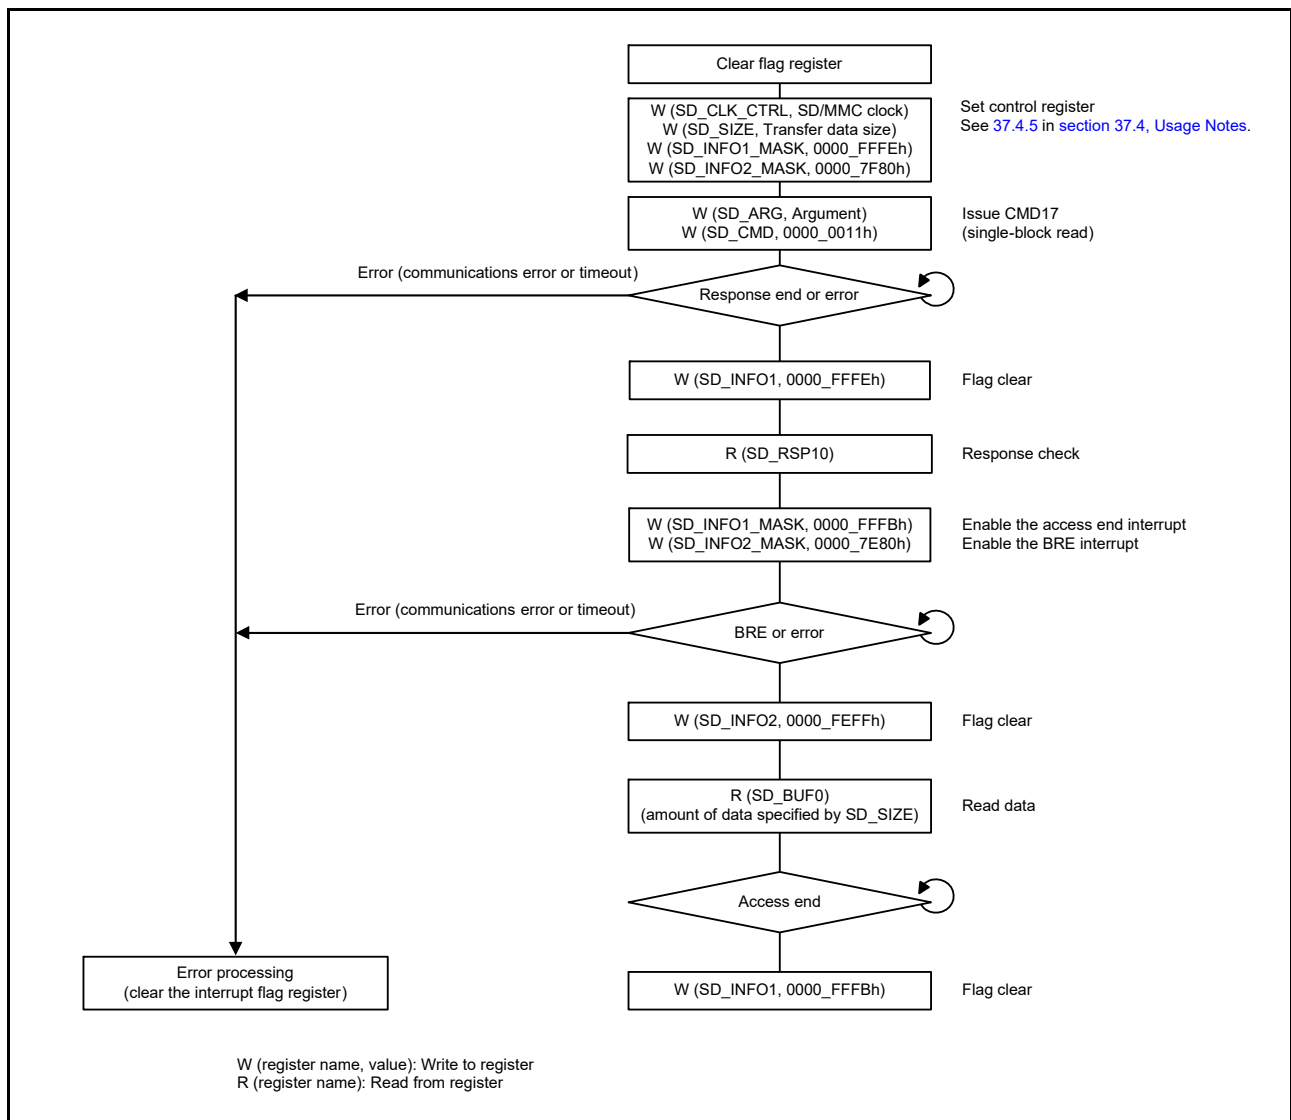 Clear flag register
W (SD_CLK_CTRL, SD/MMC clock)
W (SD_SIZE, Transfer data size)
W (SD_INFO1_MASK, 0000_FFFEh)
W (SD_INFO2_MASK, 0000_7F80h)
Set control register
See 37.4.5 in section 37.4, Usage Notes.
W (SD_ARG, Argument)
W (SD_CMD, 0000_0011h)
Issue CMD17
(single-block read)
Error (communications error or timeout)
Response end or error
W (SD_INFO1, 0000_FFFEh)
Flag clear
R (SD_RSP10)
Response check
W (SD_INFO1_MASK, 0000_FFFBh)
W (SD_INFO2_MASK, 0000_7E80h)
Enable the access end interrupt
Enable the BRE interrupt
Error (communications error or timeout)
BRE or error
W (SD_INFO2, 0000_FEFFh)
Flag clear
R (SD_BUF0)
(amount of data specified by SD_SIZE)
Read data
Access end
Error processing
(clear the interrupt flag register)
W (SD_INFO1, 0000_FFFBh)
Flag clear
W (register name, value): Write to register
R (register name): Read from register